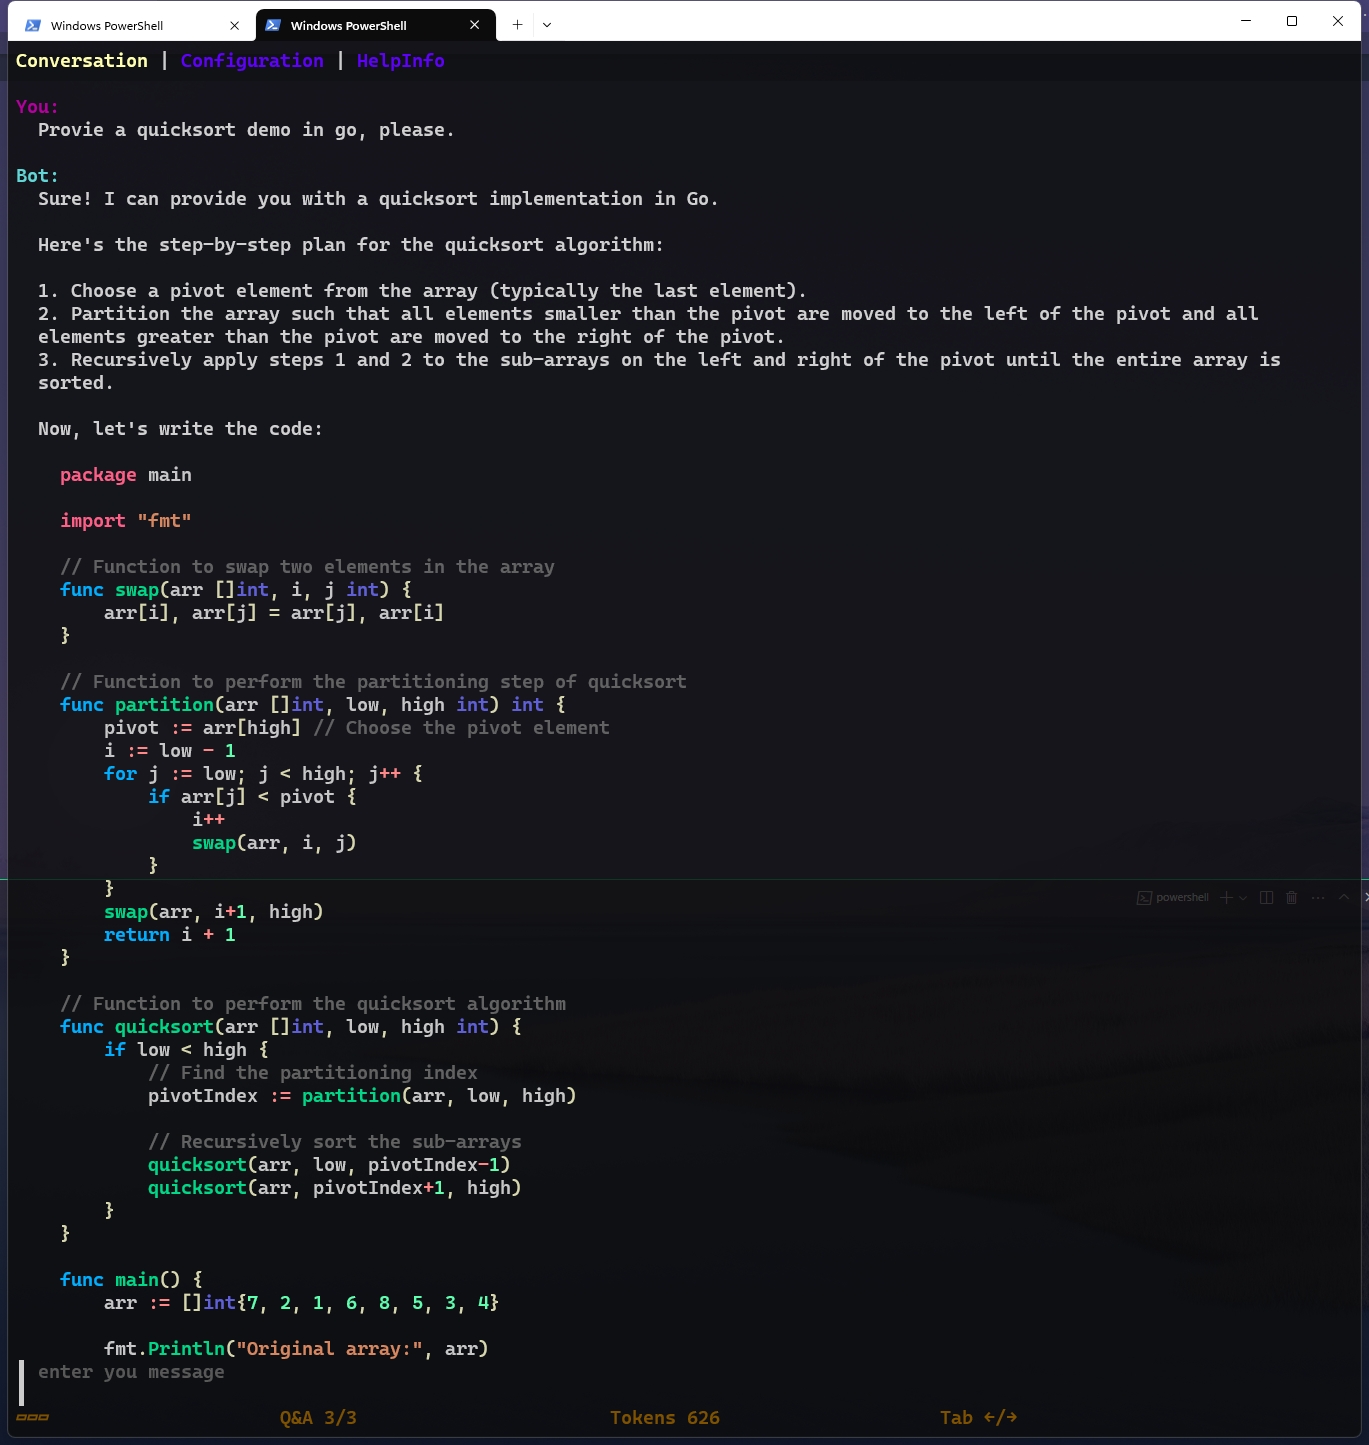 Windows PowerShell
Windows PowerShell
Conversation | Configuration | HelpInfo
You:
Provie a quicksort demo in go, please.
Bot:
Sure! I can provide you with a quicksort implementation in Go.
Here's the step-by-step plan for the quicksort algorithm:
1. Choose a pivot element from the array (typically the last element).
2. Partition the array such that all elements smaller than the pivot are moved to the left of the pivot and all
elements greater than the pivot are moved to the right of the pivot.
3. Recursively apply steps 1 and 2 to the sub-arrays on the left and right of the pivot until the entire array is
sorted.
Now, let's write the code:
package main
import "fmt"
// Function to swap two elements in the array
func swap(arr []int, i, j int) {
arr[i], arr[j] = arr[j], arr[i]
}
// Function to perform the partitioning step of quicksort
func partition(arr []int, low, high int) int {
pivot := arr[high] // Choose the pivot element
i := low - 1
for j := low; j < high; j++ {
if arr[j] < pivot {
i++
swap(arr, i, j)
}
}
powershell
swap(arr, i+1, high)
return i + 1
}
// Function to perform the quicksort algorithm
func quicksort(arr []int, low, high int) {
if low < high {
// Find the partitioning index
pivotIndex := partition(arr, low, high)
// Recursively sort the sub-arrays
quicksort(arr, low, pivotIndex-1)
quicksort(arr, pivotIndex+1, high)
}
}
func main() {
arr := []int{7, 2, 1, 6, 8, 5, 3, 4}
fmt.Println("Original array:", arr)
enter you message
Q&A 3/3 Tokens 626 Tab ←/→